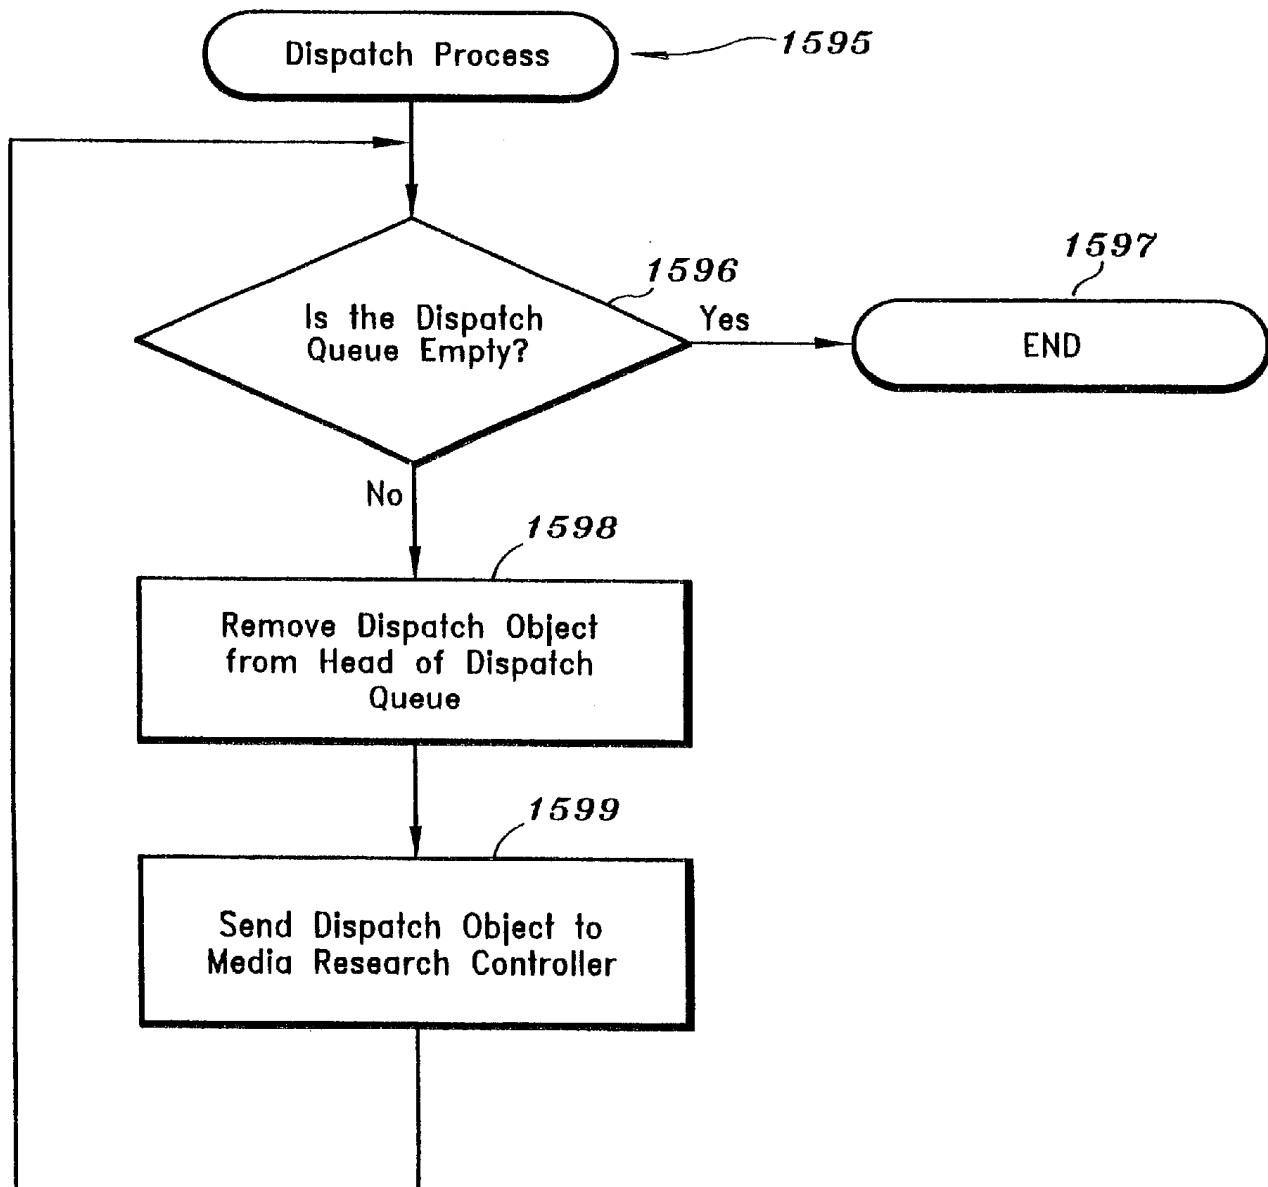 Dispatch Process
1595
1596
Is the Dispatch
Queue Empty?
Yes
1597
END
No
1598
Remove Dispatch Object
from Head of Dispatch
Queue
1599
Send Dispatch Object to
Media Research Controller